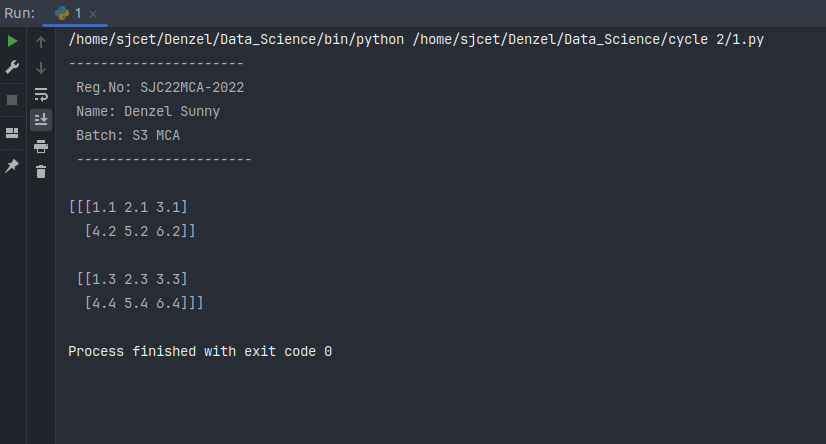 Run: 1
/home/sjcet/Denzel/Data_Science/bin/python /home/sjcet/Denzel/Data_Science/cycle 2/1.py
----------------------
 Reg.No: SJC22MCA-2022
 Name: Denzel Sunny
 Batch: S3 MCA
 ----------------------
[[[1.1 2.1 3.1]
  [4.2 5.2 6.2]]
 [[1.3 2.3 3.3]
  [4.4 5.4 6.4]]]
Process finished with exit code 0